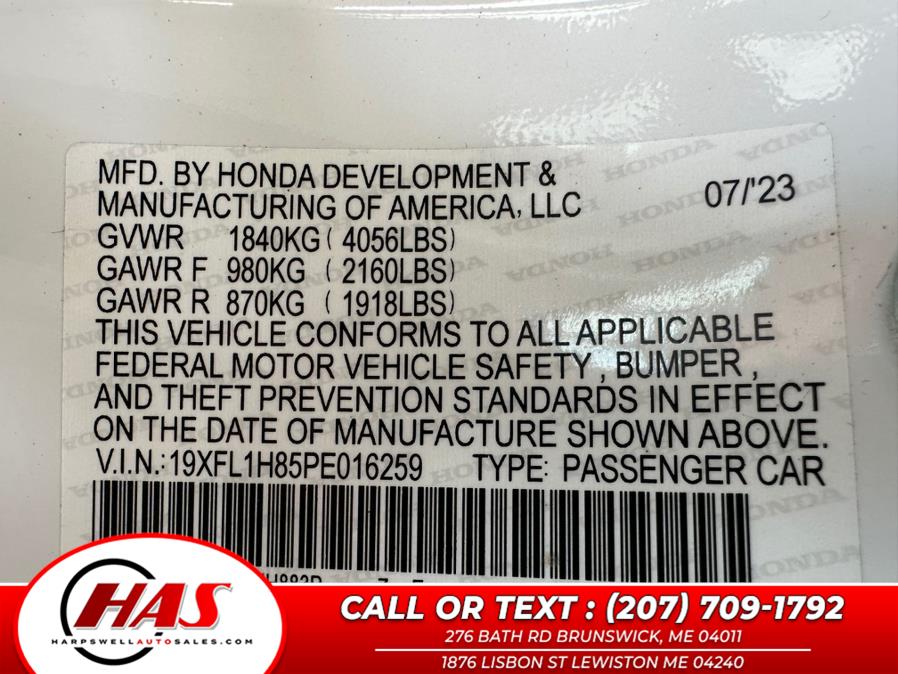 MFD. BY HONDA DEVELOPMENT &
MANUFACTURING OF AMERICA, LLC 07/'23
GVWR 1840KG ( 4056LBS)
GAWR F 980KG ( 2160LBS)
GAWR R 870KG ( 1918LBS)
THIS VEHICLE CONFORMS TO ALL APPLICABLE
FEDERAL MOTOR VEHICLE SAFETY , BUMPER ,
AND THEFT PREVENTION STANDARDS IN EFFECT
ON THE DATE OF MANUFACTURE SHOWN ABOVE.
V.I.N.:19XFL1H85PE016259 TYPE: PASSENGER CAR
HAS
HARPSWELLAUTOSALES.COM
CALL OR TEXT : (207) 709-1792
276 BATH RD BRUNSWICK, ME 04011
1876 LISBON ST LEWISTON ME 04240